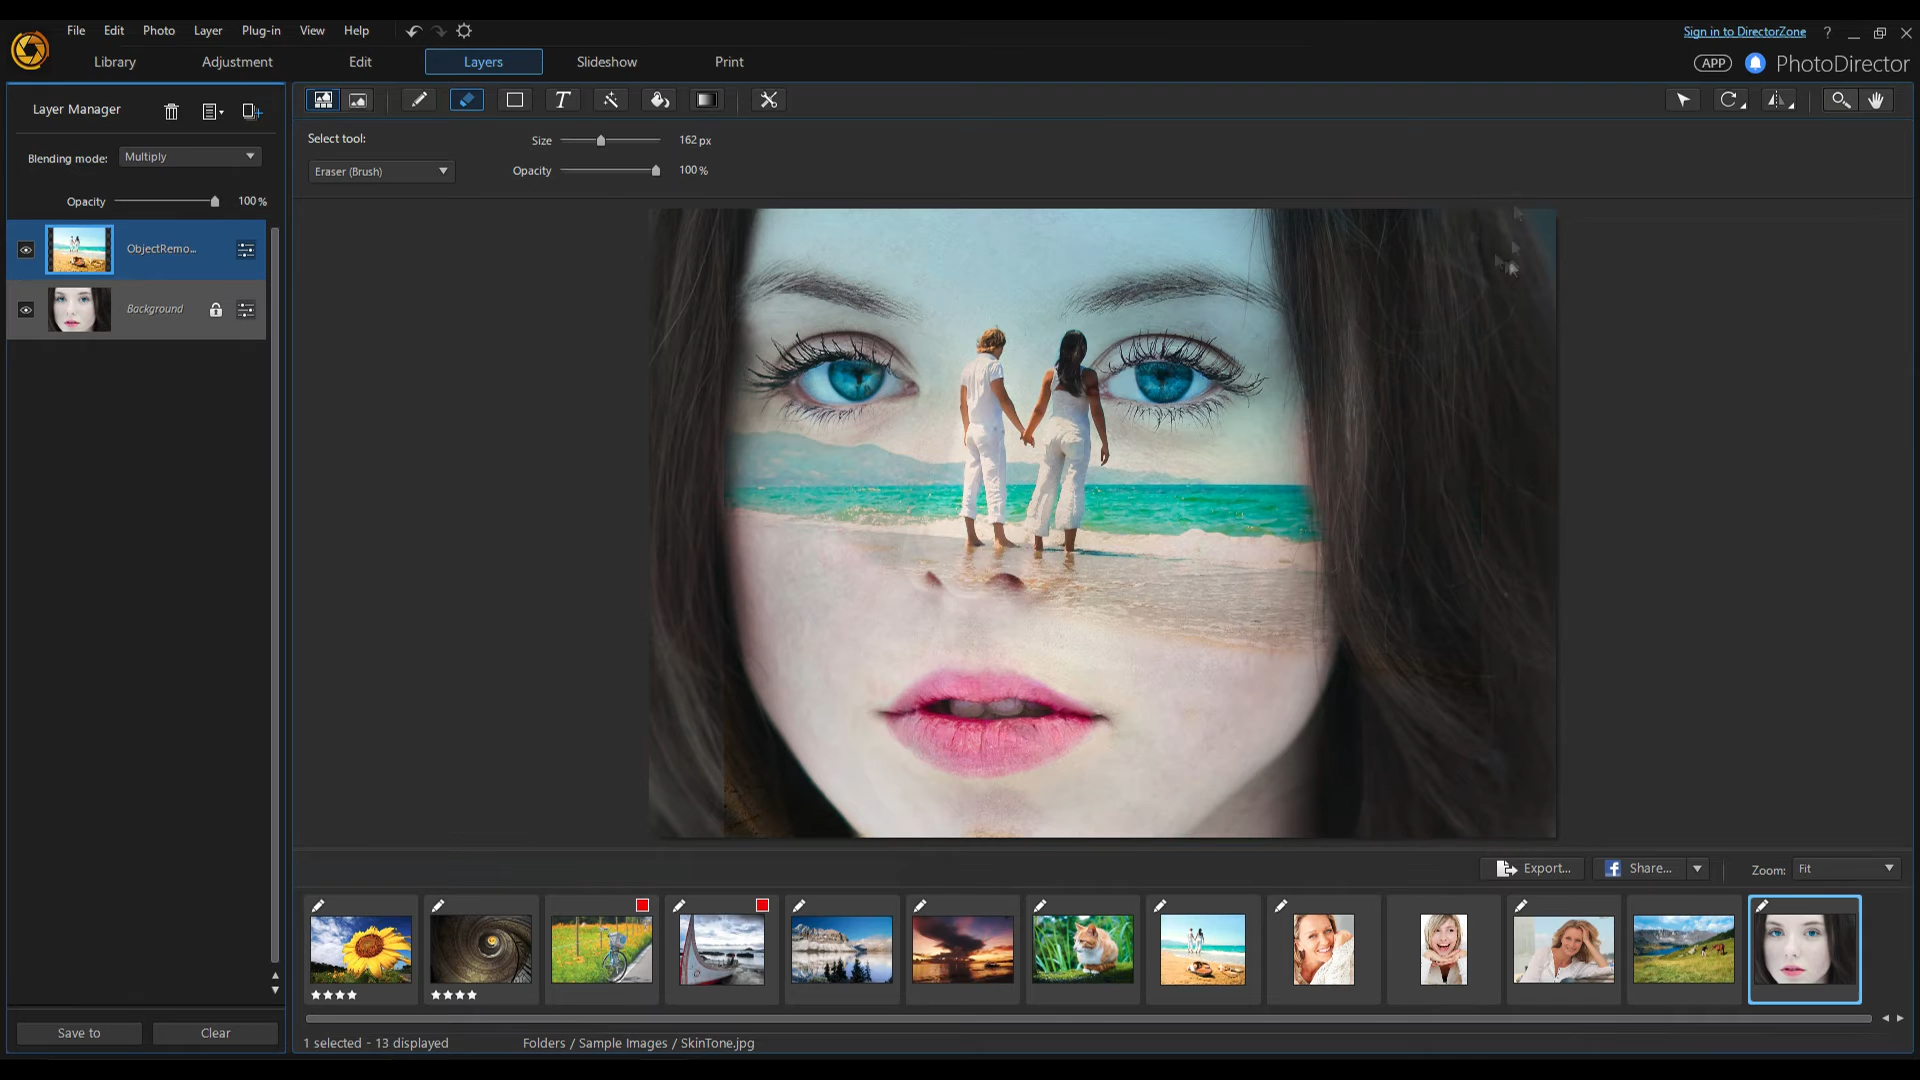 File Edit Photo Layer Plug-in View Help
Sign in to DirectorZone ?
Library Adjustment Edit Layers Slideshow Print
APP PhotoDirector
Layer Manager
T
Select tool:
Size 162 px
Blending mode: Multiply
Eraser (Brush)
Opacity 100 %
Opacity 100 %
ObjectRemo...
Background
Export... Share... Zoom: Fit
Save to Clear
1 selected - 13 displayed Folders / Sample Images / SkinTone.jpg